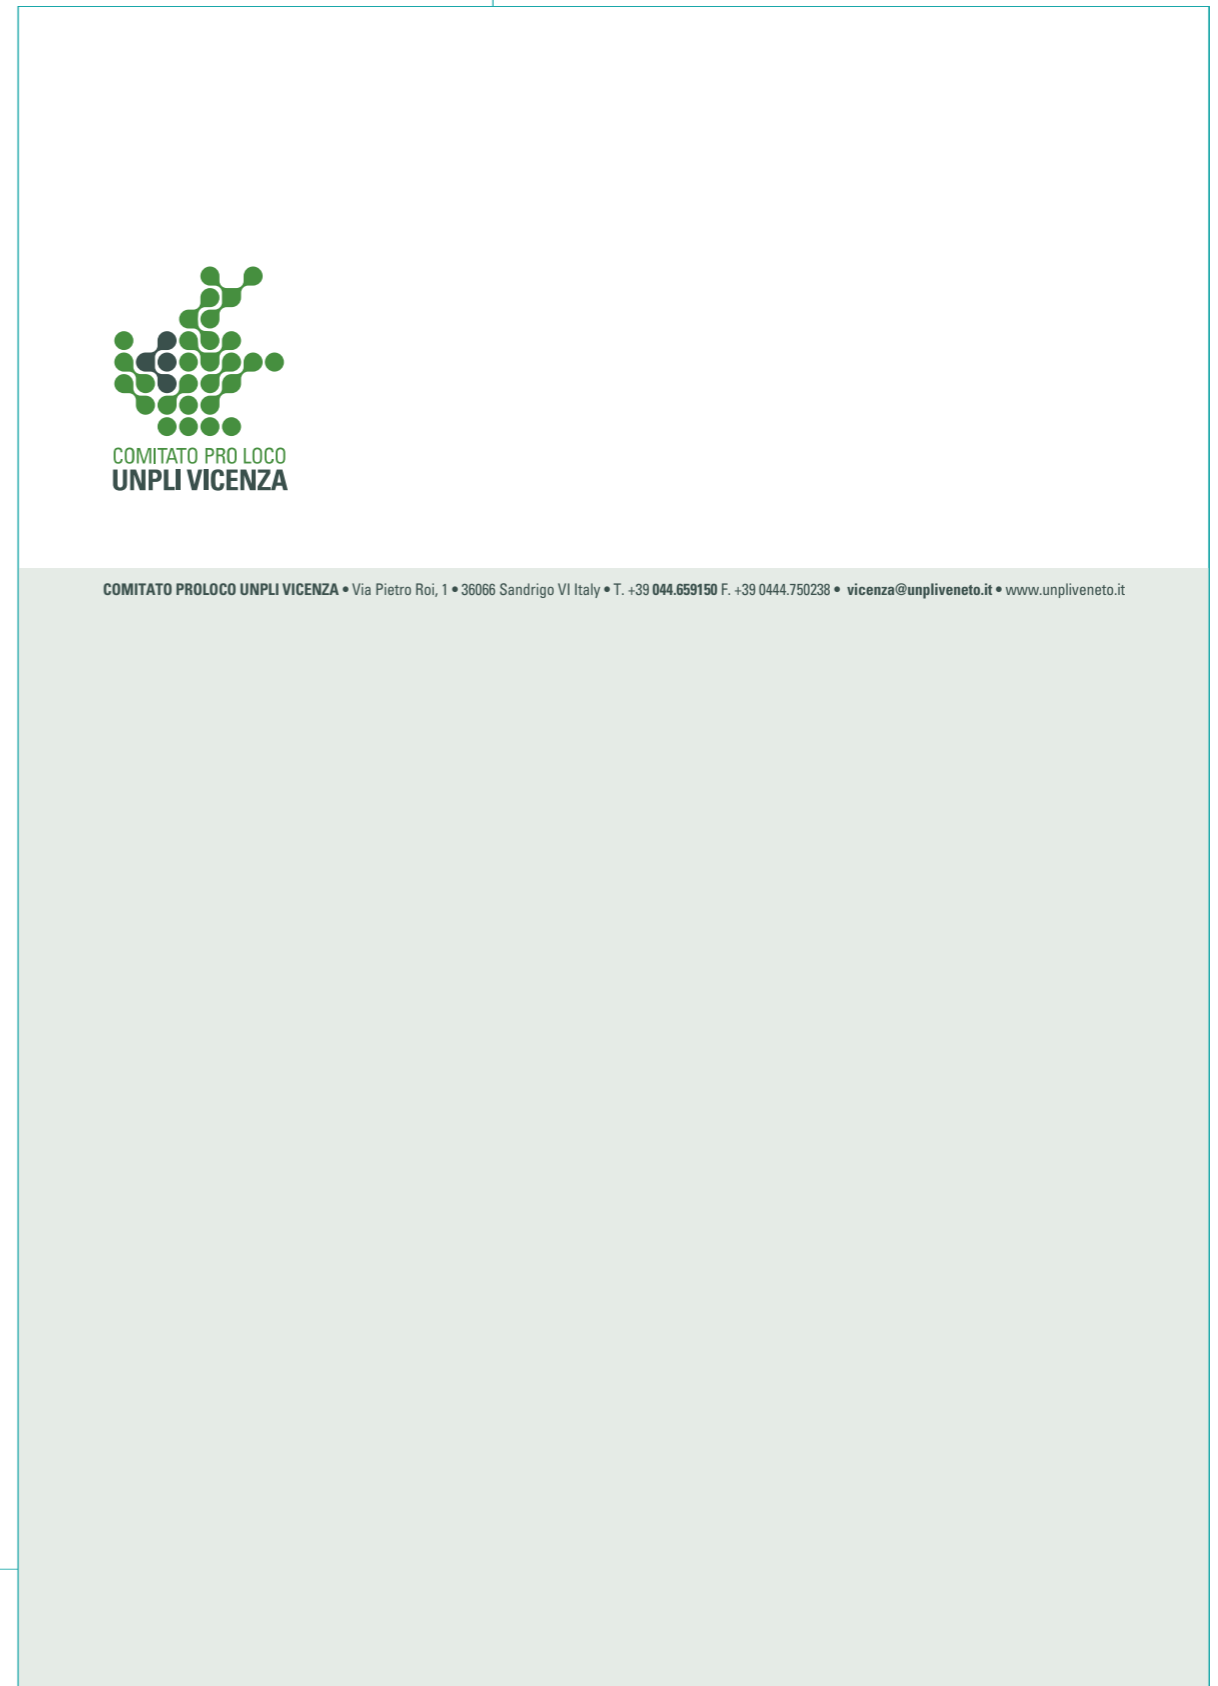 COMITATO PRO LOCO
UNPLI VICENZA
COMITATO PROLOCO UNPLI VICENZA • Via Pietro Roi, 1 • 36066 Sandrigo VI Italy • T. +39 044.659150 F. +39 0444.750238 • vicenza@unpliveneto.it • www.unpliveneto.it